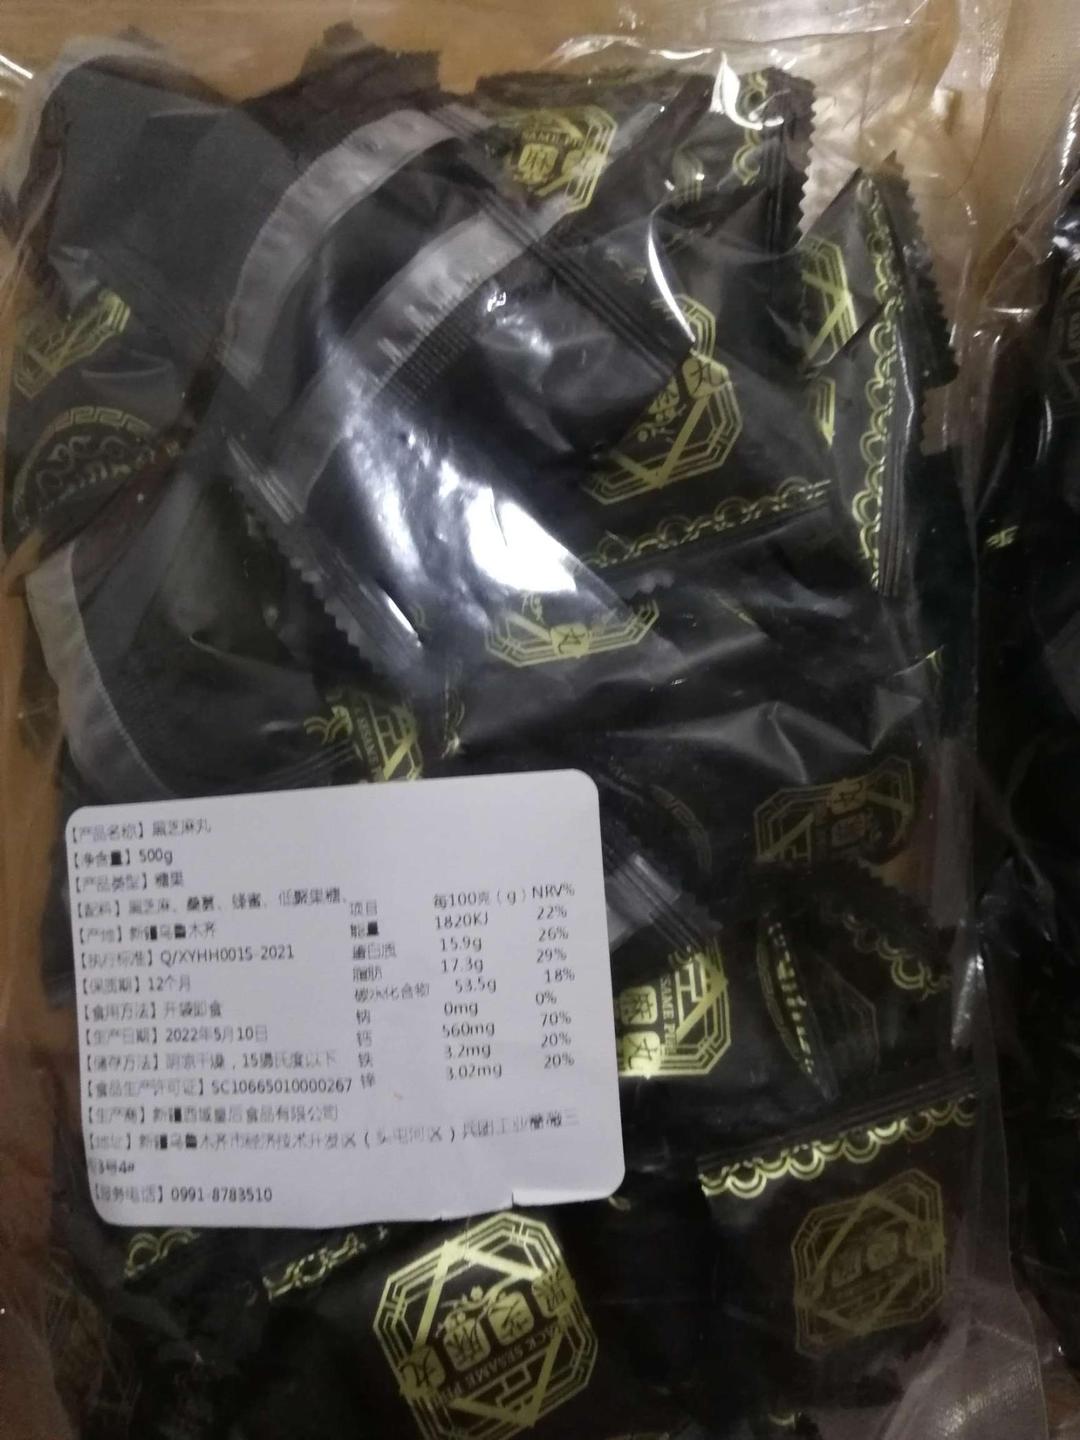 【产品名称】黑芝麻丸
【净含量】500g
【产品类型】糖果
【配料】黑芝麻、桑葚、蜂蜜、低聚果糖、
【产地】新疆乌鲁木齐
【执行标准】Q/XYHH0015-2021
【保质期】12个月
【食用方法】开袋即食
【生产日期】2022年5月10日
【储存方法】阴凉干燥，15摄氏度以下
【食品生产许可证】SC10665010000267
【生产商】新疆西域皇后食品有限公司
【地址】新疆乌鲁木齐市经济技术开发区（头屯河区）兵团工业
3号4#
【服务电话】0991-8783510
项目 每100克（g） NRV%
能量 1820KJ 22%
蛋白质 15.9g 26%
脂肪 17.3g 29%
碳水化合物 53.5g 18%
钠 0mg 0%
钙 560mg 70%
铁 3.2mg 20%
锌 3.02mg 20%
黑芝麻丸